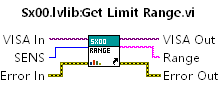 Sx00.lvlib:Get Limit Range.vi
VISA In
VISA Out
SX00
SENS
RANGE
Range
Error In
Error Out